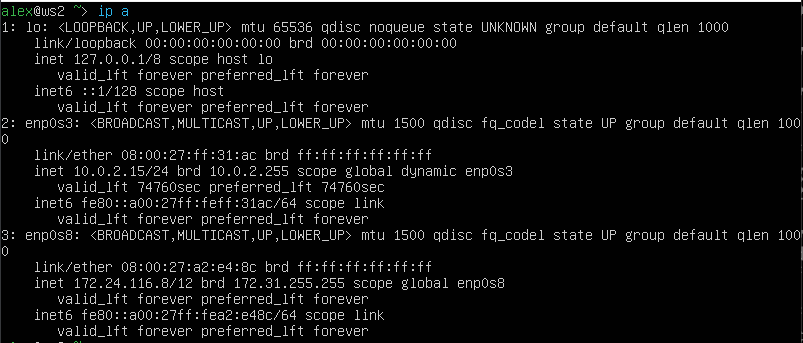 alex@ws2 ~> ip a
1: lo: <LOOPBACK,UP,LOWER_UP> mtu 65536 qdisc noqueue state UNKNOWN group default qlen 1000
    link/loopback 00:00:00:00:00:00 brd 00:00:00:00:00:00
    inet 127.0.0.1/8 scope host lo
       valid_lft forever preferred_lft forever
    inet6 ::1/128 scope host
       valid_lft forever preferred_lft forever
2: enp0s3: <BROADCAST,MULTICAST,UP,LOWER_UP> mtu 1500 qdisc fq_codel state UP group default qlen 100
0
    link/ether 08:00:27:ff:31:ac brd ff:ff:ff:ff:ff:ff
    inet 10.0.2.15/24 brd 10.0.2.255 scope global dynamic enp0s3
       valid_lft 74760sec preferred_lft 74760sec
    inet6 fe80::a00:27ff:feff:31ac/64 scope link
       valid_lft forever preferred_lft forever
3: enp0s8: <BROADCAST,MULTICAST,UP,LOWER_UP> mtu 1500 qdisc fq_codel state UP group default qlen 100
0
    link/ether 08:00:27:a2:e4:8c brd ff:ff:ff:ff:ff:ff
    inet 172.24.116.8/12 brd 172.31.255.255 scope global enp0s8
       valid_lft forever preferred_lft forever
    inet6 fe80::a00:27ff:fea2:e48c/64 scope link
       valid_lft forever preferred_lft forever